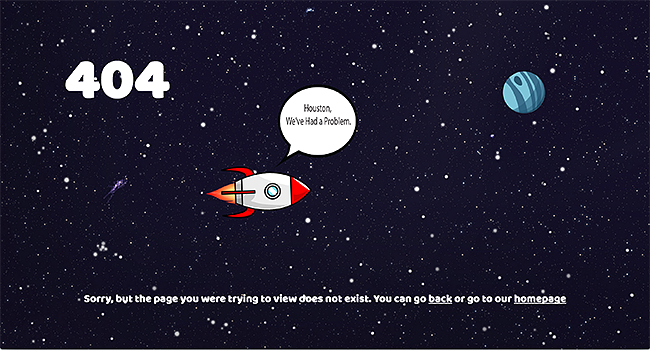 404
Houston,
We've Had a Problem.
Sorry, but the page you were trying to view does not exist. You can go back or go to our homepage